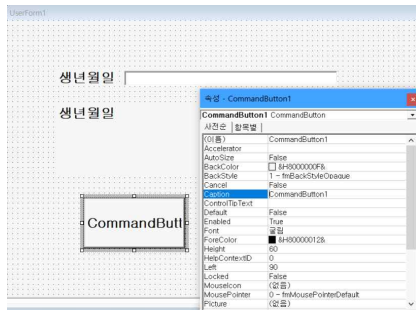 UserForm1
생년월일
생년월일
CommandButt
속성 - CommandButton1
CommandButton1 CommandButton
사전순 항목별
(이름) CommandButton1
Accelerator
AutoSize False
BackColor &H8000000F&
BackStyle 1 - fmBackStyleOpaque
Cancel False
Caption CommandButton1
ControlTipText
Default False
Enabled True
Font 굴림
ForeColor &H80000012&
Height 60
HelpContextID 0
Left 90
Locked False
MouseIcon (없음)
MousePointer 0 - fmMousePointerDefault
Picture (없음)